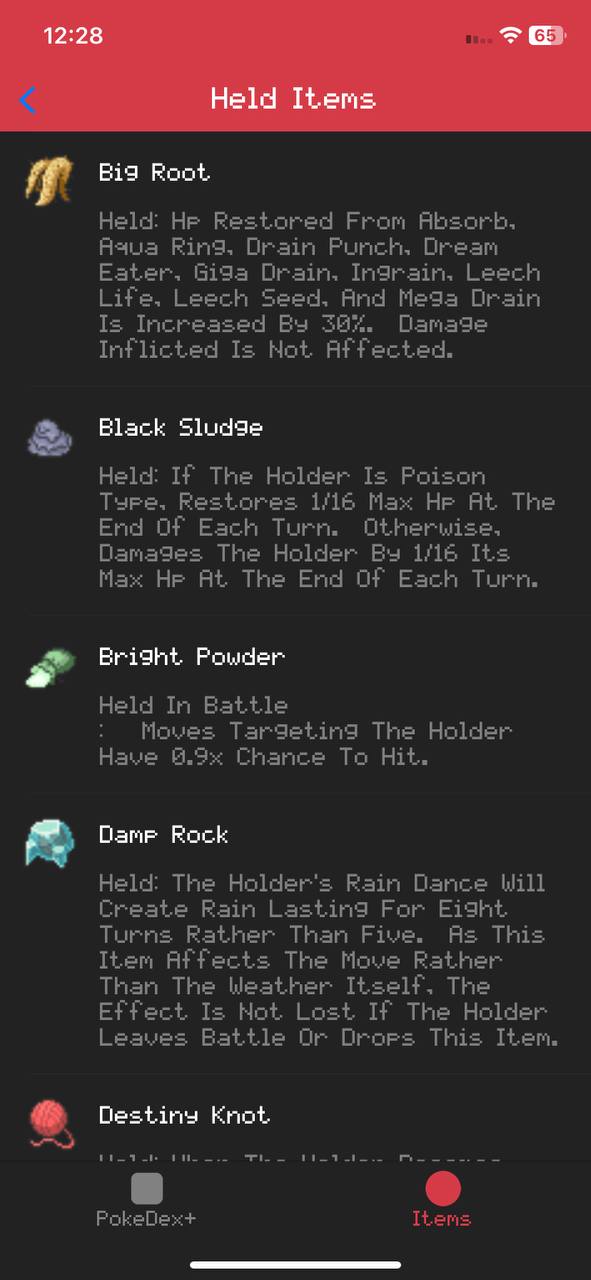 12:28
65
Held Items
Big Root
Held: Hp Restored From Absorb,
Aqua Ring, Drain Punch, Dream
Eater, Giga Drain, Ingrain, Leech
Life, Leech Seed, And Mega Drain
Is Increased By 30%.  Damage
Inflicted Is Not Affected.
Black Sludge
Held: If The Holder Is Poison
Type, Restores 1/16 Max Hp At The
End Of Each Turn.  Otherwise,
Damages The Holder By 1/16 Its
Max Hp At The End Of Each Turn.
Bright Powder
Held In Battle
:   Moves Targeting The Holder
Have 0.9x Chance To Hit.
Damp Rock
Held: The Holder's Rain Dance Will
Create Rain Lasting For Eight
Turns Rather Than Five.  As This
Item Affects The Move Rather
Than The Weather Itself, The
Effect Is Not Lost If The Holder
Leaves Battle Or Drops This Item.
Destiny Knot
Held: When The Holder Becomes
PokeDex+
Items